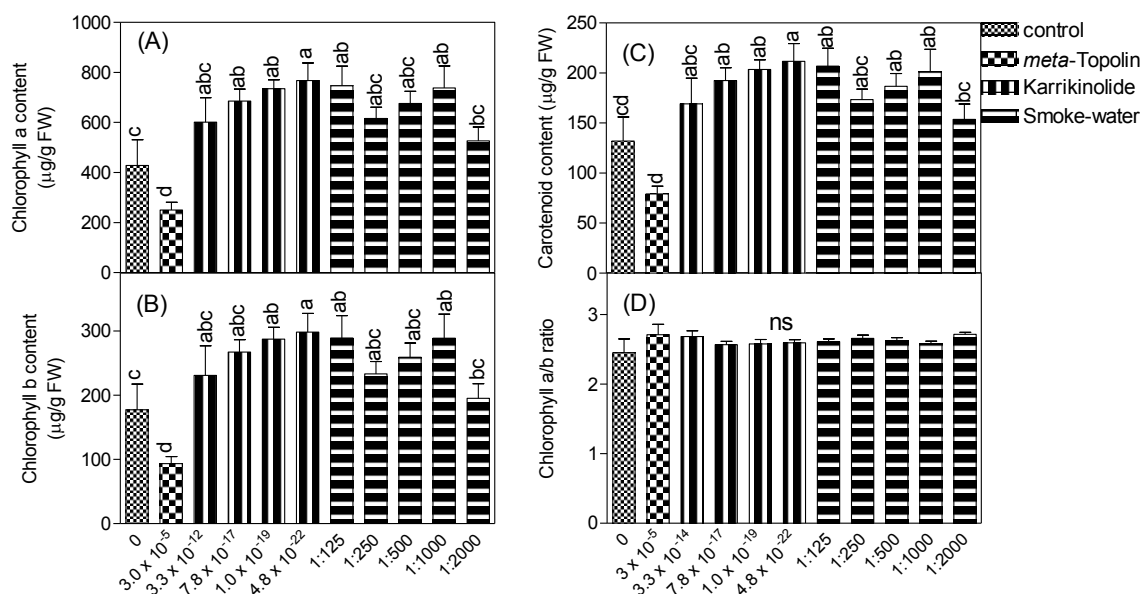 (A)
Chlorophyll a content
(µg/g FW)
1000
800
600
400
200
0
c
d
abc
ab
ab
a
ab
abc
ab
ab
bc
(B)
Chlorophyll b content
(µg/g FW)
300
200
100
0
c
d
abc
abc
ab
a
ab
abc
abc
ab
bc
0
3.0 x 10⁻⁵
3.3 x 10⁻¹²
7.8 x 10⁻¹⁷
1.0 x 10⁻¹⁹
4.8 x 10⁻²²
1:125
1:250
1:500
1:1000
1:2000
(C)
Carotenoid content (µg/g FW)
250
200
150
100
50
0
cd
d
abc
ab
ab
a
ab
abc
ab
ab
bc
(D)
Chlorophyll a/b ratio
3
2
1
0
ns
0
3 x 10⁻⁵
3.3 x 10⁻¹⁴
7.8 x 10⁻¹⁷
1.0 x 10⁻¹⁹
4.8 x 10⁻²²
1:125
1:250
1:500
1:1000
1:2000
control
meta-Topolin
Karrikinolide
Smoke-water